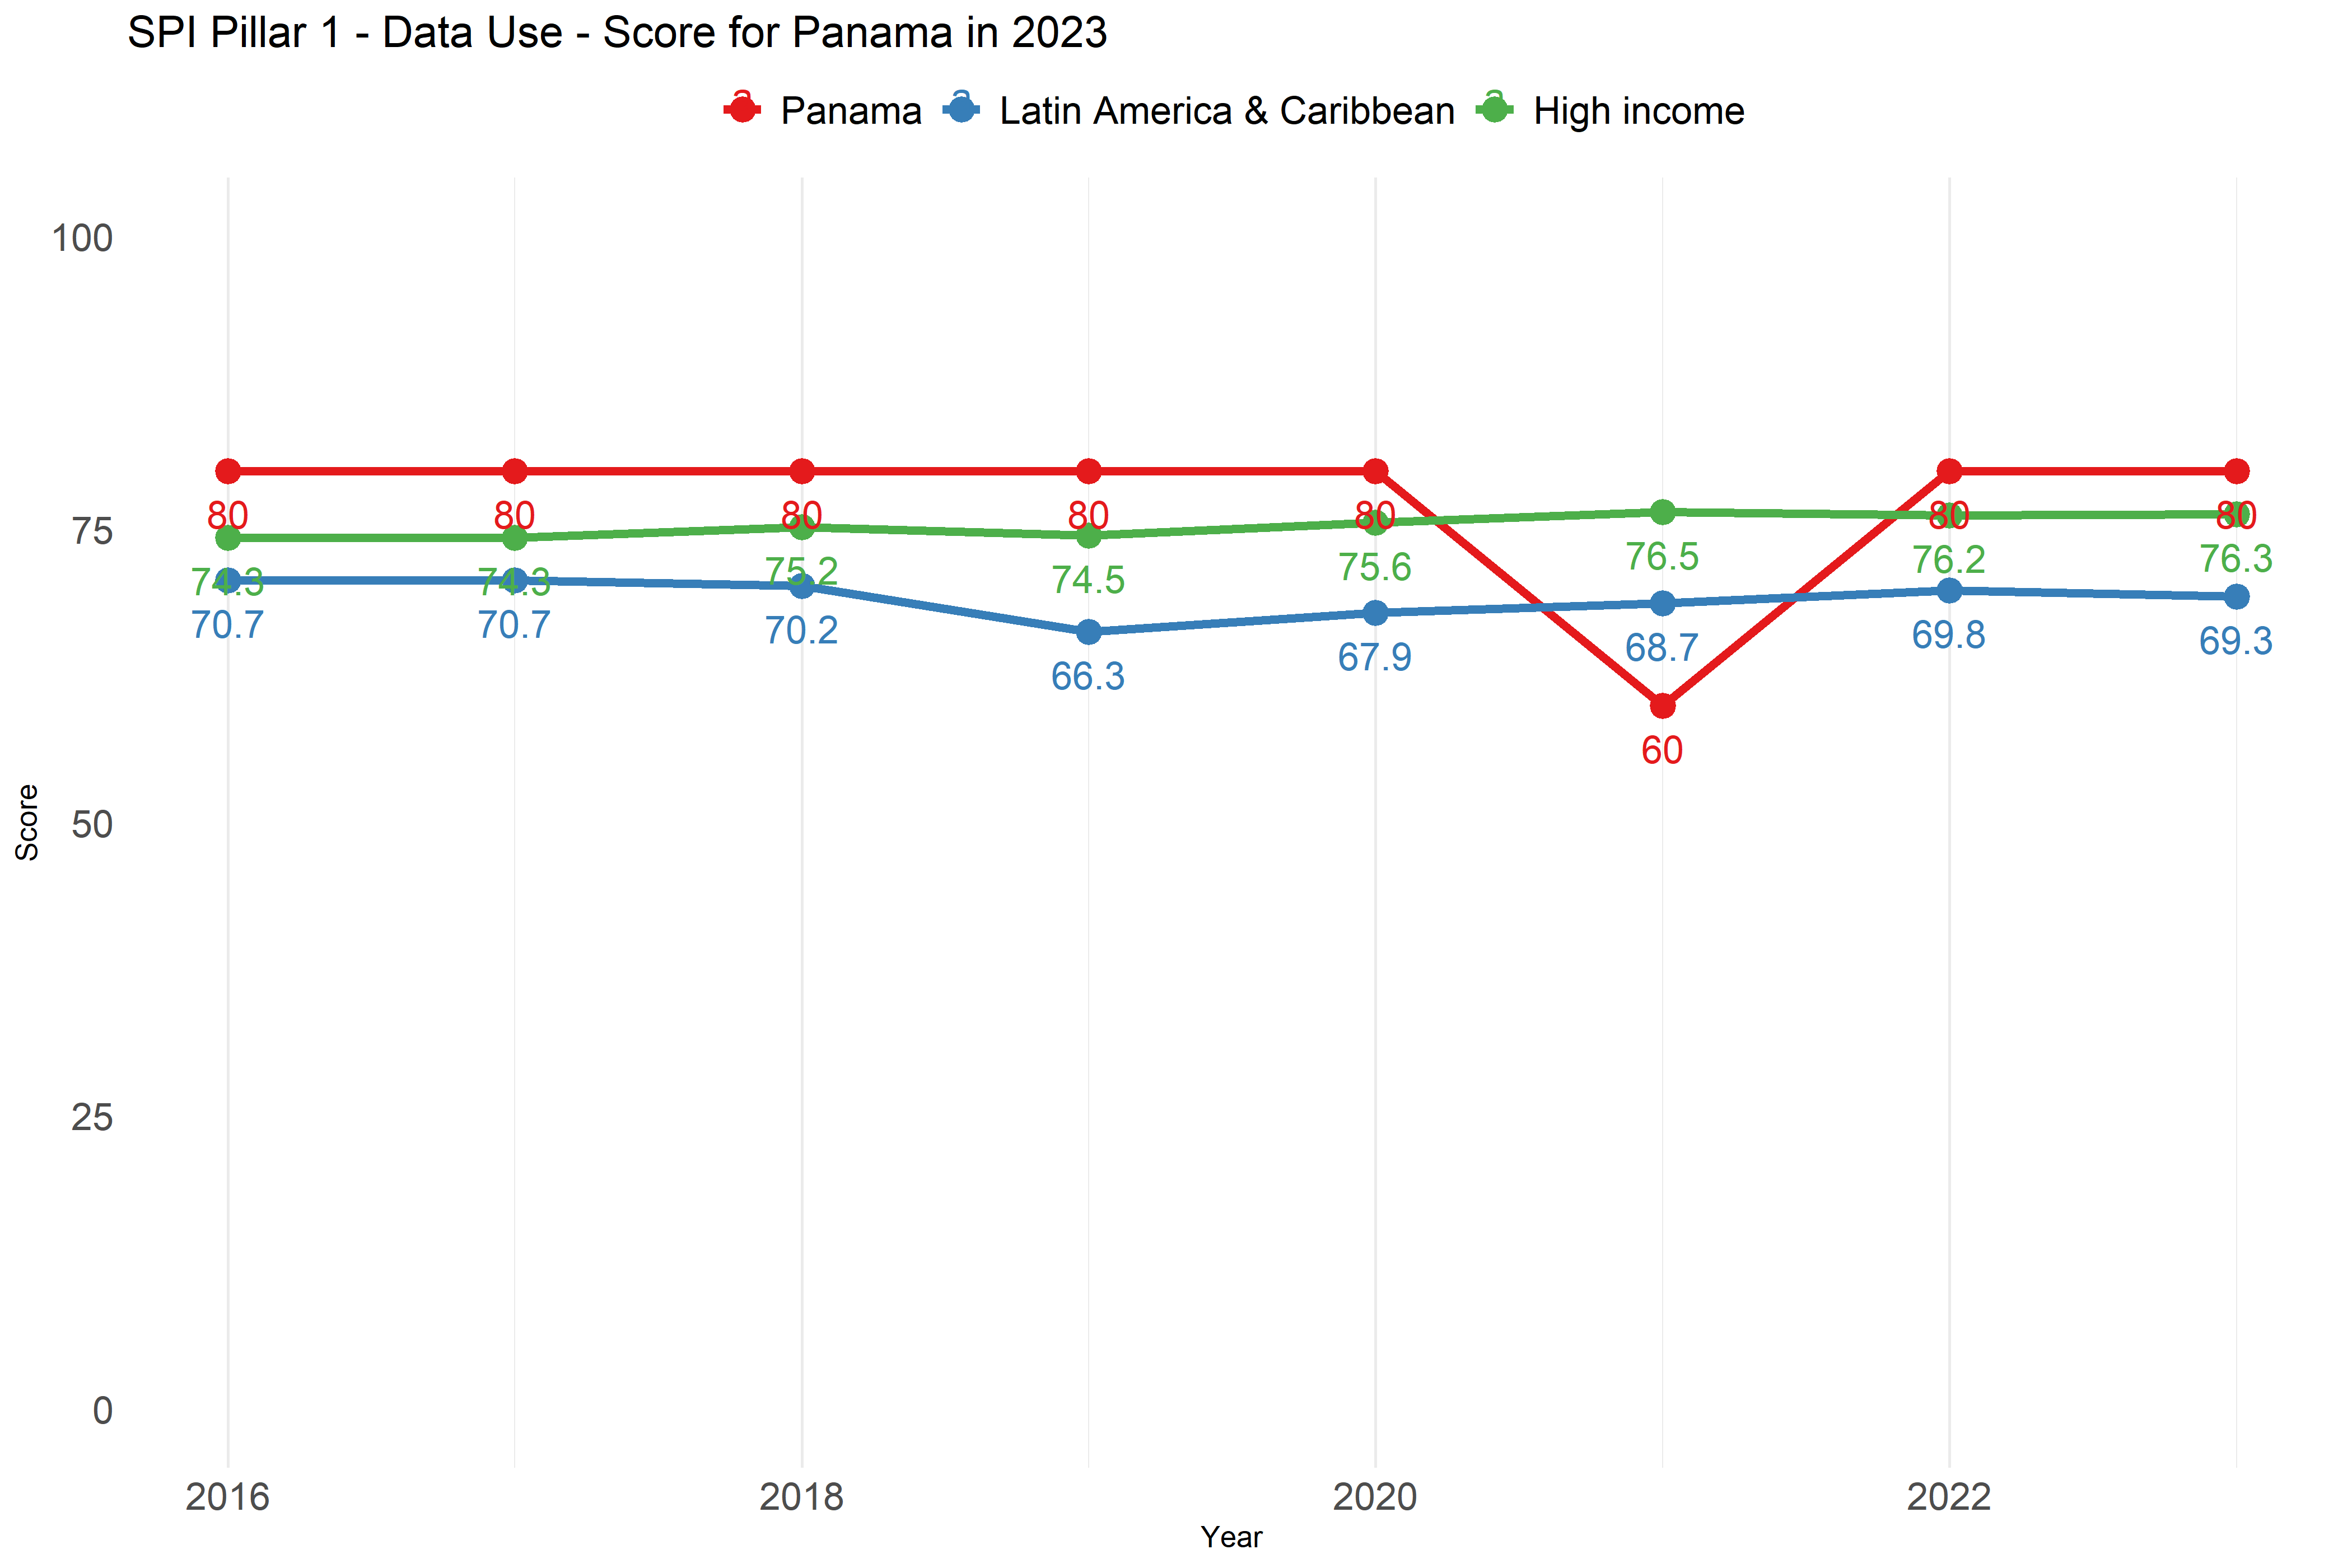 SPI Pillar 1 - Data Use - Score for Panama in 2023
a Panama a Latin America & Caribbean a High income
100
75
50
25
0
Score
80 80 80 80 80 80 80
74.3 74.3 75.2 74.5 75.6 76.5 76.2 76.3
70.7 70.7 70.2 66.3 67.9 68.7 69.8 69.3
60
2016 2018 2020 2022
Year